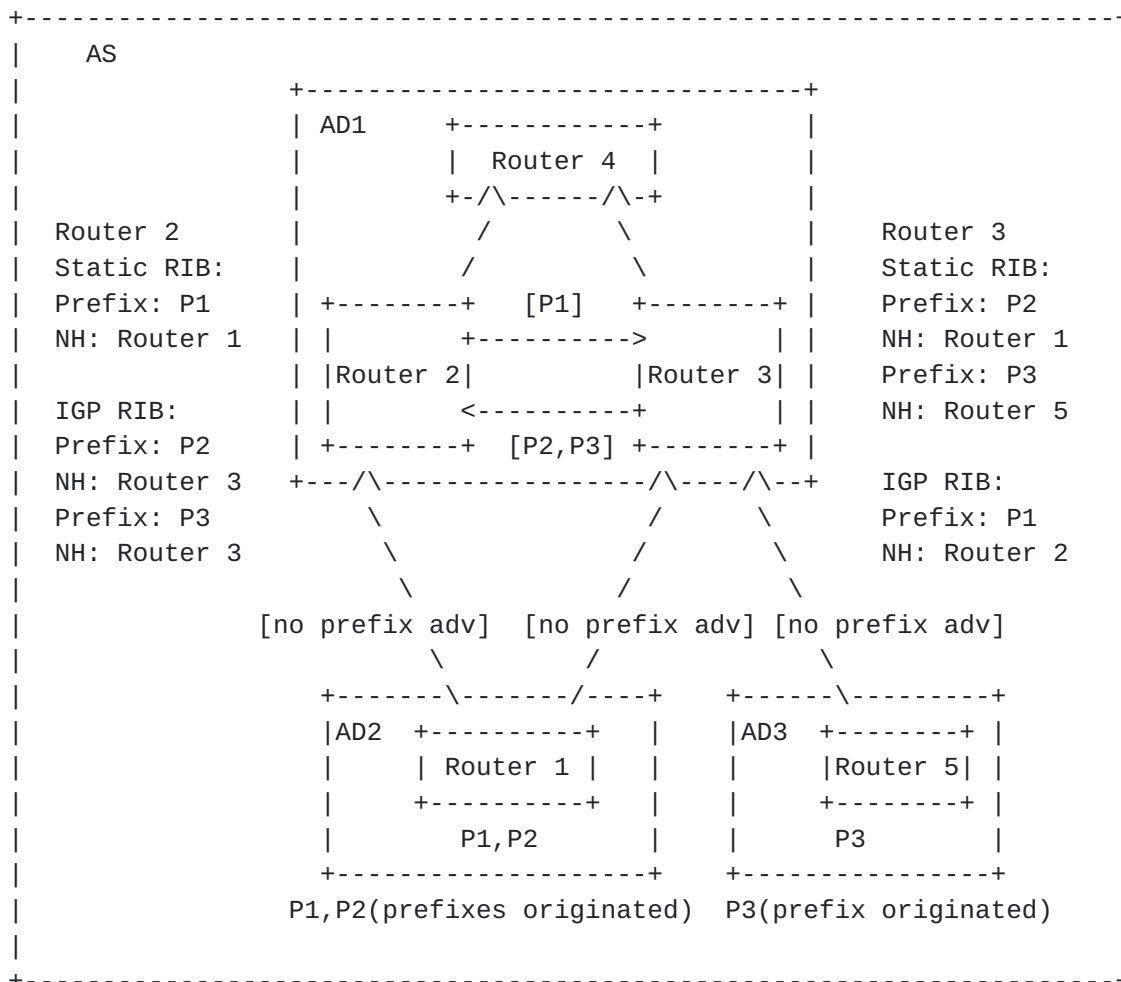 AS
AD1
Router 4
Router 2 Router 3
Static RIB: Static RIB:
Prefix: P1 [P1] Prefix: P2
NH: Router 1 NH: Router 1
Router 2 Router 3 Prefix: P3
IGP RIB: NH: Router 5
Prefix: P2 [P2,P3]
NH: Router 3 IGP RIB:
Prefix: P3 Prefix: P1
NH: Router 3 NH: Router 2
[no prefix adv] [no prefix adv] [no prefix adv]
AD2 AD3
Router 1 Router 5
P1,P2 P3
P1,P2(prefixes originated) P3(prefix originated)